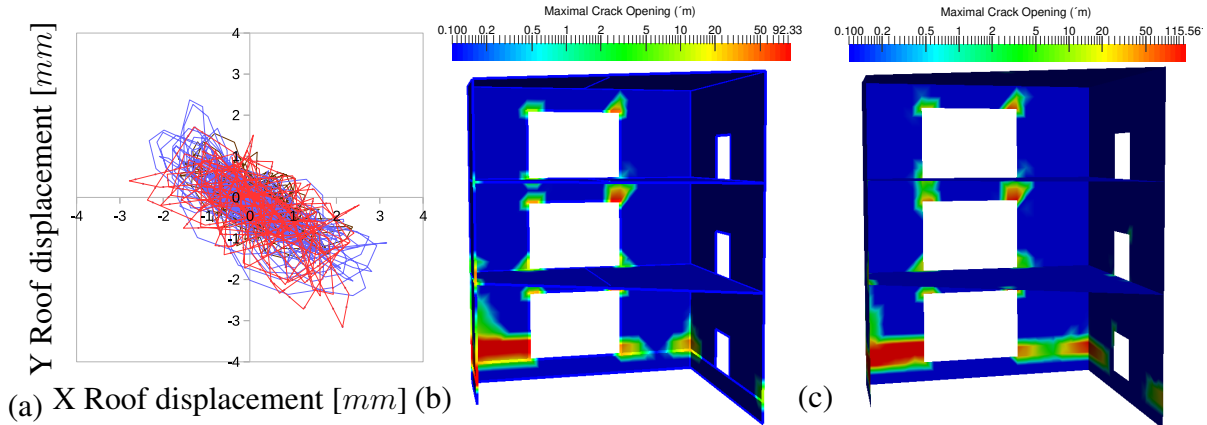 Maximal Crack Opening (´m)
0.100 0.2 0.5 1 2 5 10 20 50 92.33
Maximal Crack Opening (´m)
0.100 0.2 0.5 1 2 5 10 20 50 115.56
Y Roof displacement [mm]
4
3
2
1
0
-4 -3 -2 -1 0 1 2 3 4
-1
-2
-3
-4
(a) X Roof displacement [mm] (b) (c)